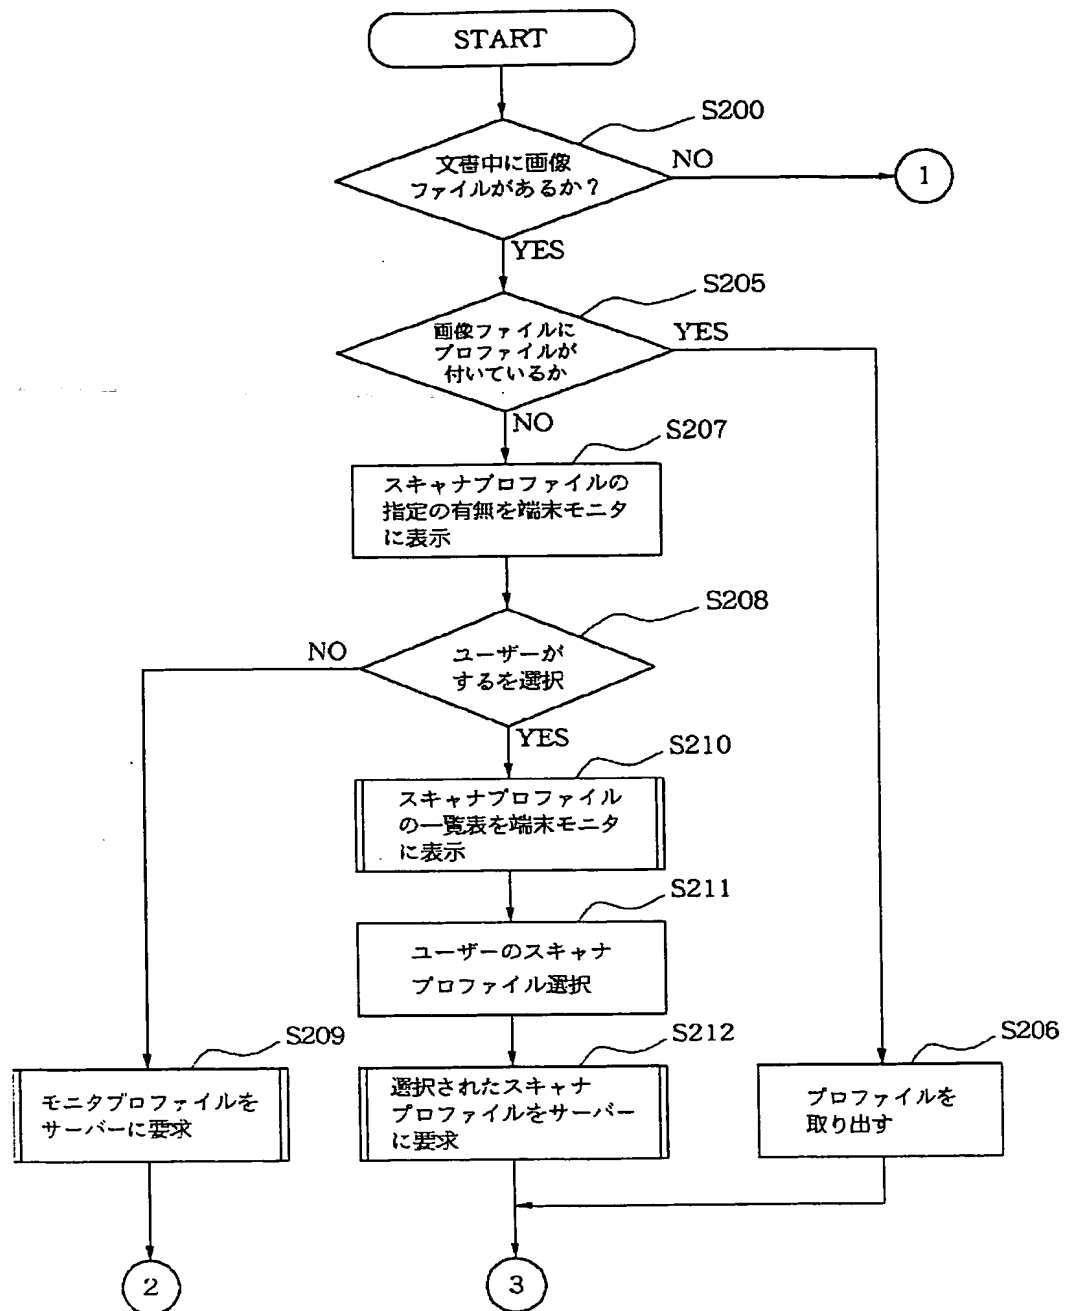 START
S200
文書中に画像
ファイルがあるか?
NO
1
YES
S205
画像ファイルに
プロファイルが
付いているか
YES
NO
S207
スキャナプロファイルの
指定の有無を端末モニタ
に表示
S208
ユーザーが
するを選択
NO
YES
S210
スキャナプロファイル
の一覧表を端末モニタ
に表示
S211
ユーザーのスキャナ
プロファイル選択
S209
モニタプロファイルを
サーバーに要求
S212
選択されたスキャナ
プロファイルをサーバー
に要求
S206
プロファイルを
取り出す
2
3